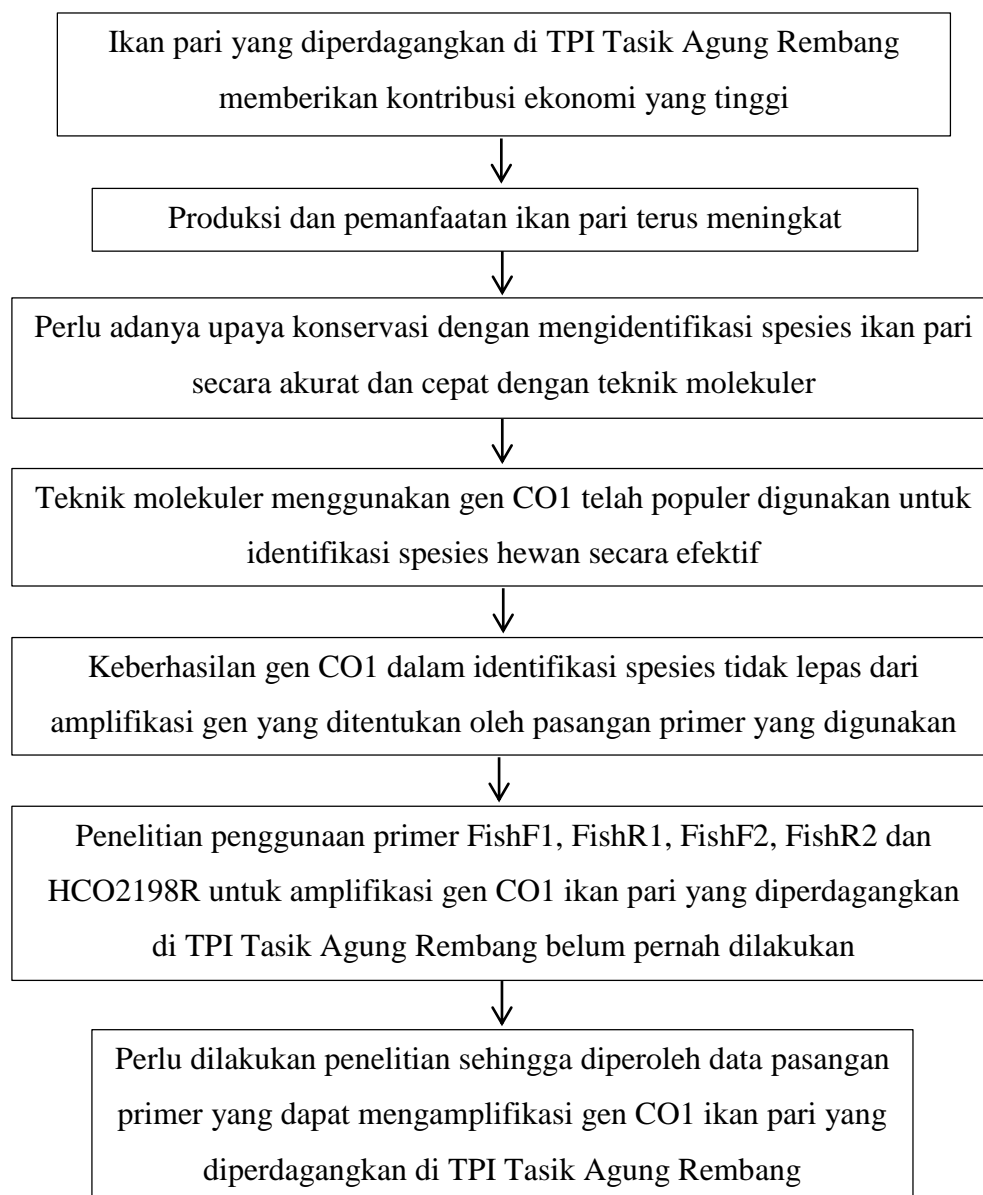 Ikan pari yang diperdagangkan di TPI Tasik Agung Rembang
memberikan kontribusi ekonomi yang tinggi
Produksi dan pemanfaatan ikan pari terus meningkat
Perlu adanya upaya konservasi dengan mengidentifikasi spesies ikan pari
secara akurat dan cepat dengan teknik molekuler
Teknik molekuler menggunakan gen CO1 telah populer digunakan untuk
identifikasi spesies hewan secara efektif
Keberhasilan gen CO1 dalam identifikasi spesies tidak lepas dari
amplifikasi gen yang ditentukan oleh pasangan primer yang digunakan
Penelitian penggunaan primer FishF1, FishR1, FishF2, FishR2 dan
HCO2198R untuk amplifikasi gen CO1 ikan pari yang diperdagangkan
di TPI Tasik Agung Rembang belum pernah dilakukan
Perlu dilakukan penelitian sehingga diperoleh data pasangan
primer yang dapat mengamplifikasi gen CO1 ikan pari yang
diperdagangkan di TPI Tasik Agung Rembang